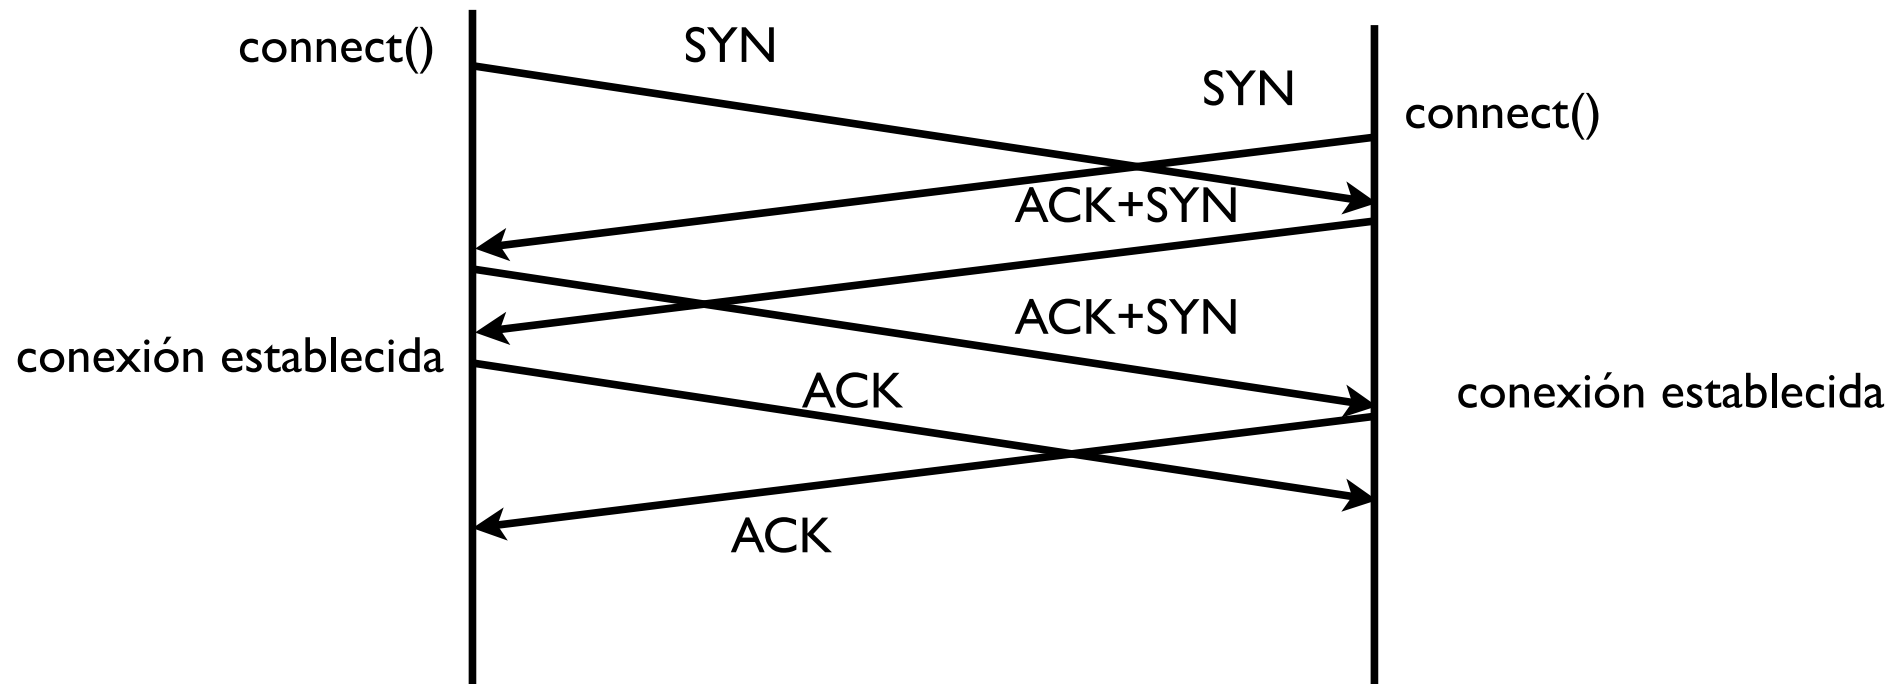 connect()
SYN
SYN
connect()
ACK+SYN
ACK+SYN
conexión establecida
ACK
conexión establecida
ACK